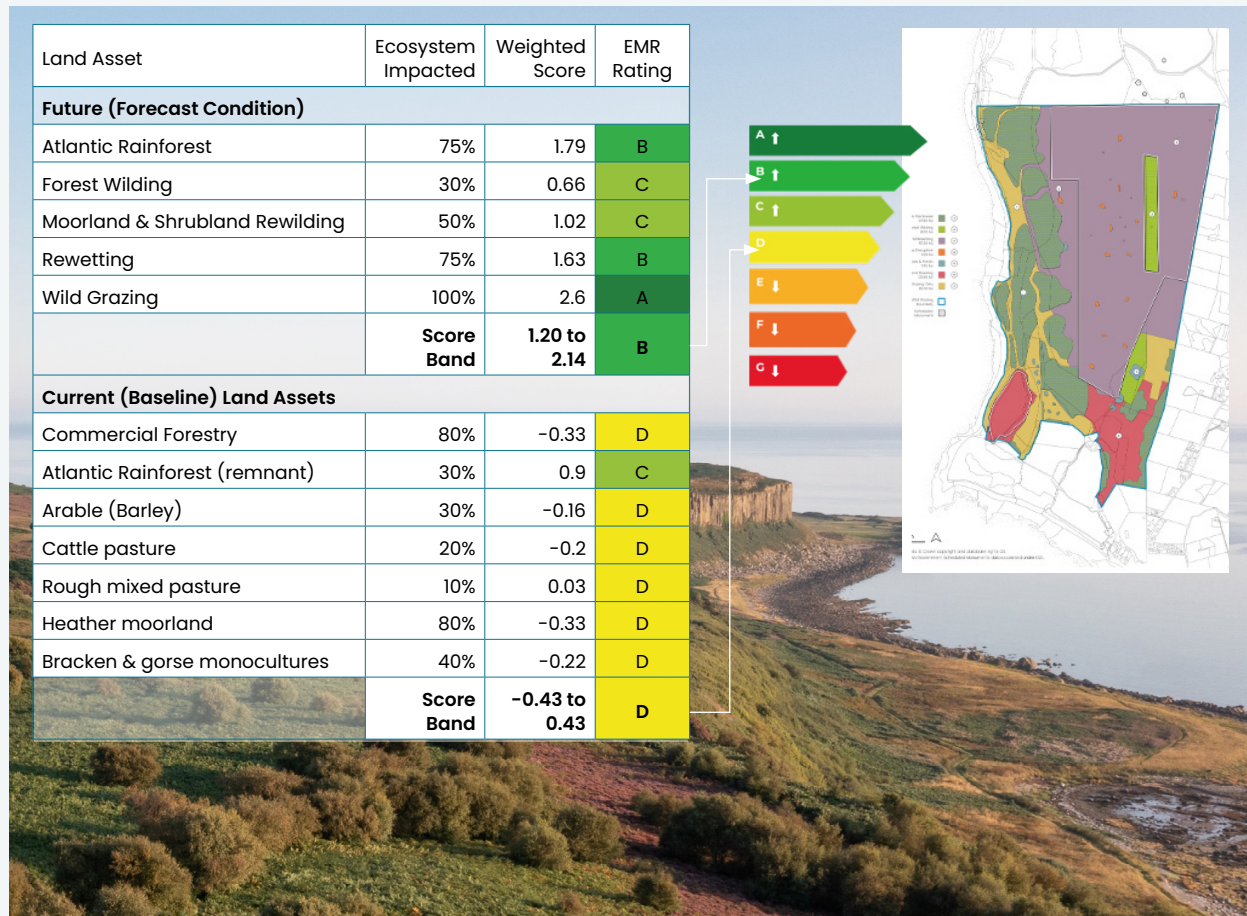 Land Asset
Ecosystem
Impacted
Weighted
Score
EMR
Rating
Future (Forecast Condition)
Atlantic Rainforest 75% 1.79 B
Forest Wilding 30% 0.66 C
Moorland & Shrubland Rewilding 50% 1.02 C
Rewetting 75% 1.63 B
Wild Grazing 100% 2.6 A
Score
Band
1.20 to
2.14
B
Current (Baseline) Land Assets
Commercial Forestry 80% -0.33 D
Atlantic Rainforest (remnant) 30% 0.9 C
Arable (Barley) 30% -0.16 D
Cattle pasture 20% -0.2 D
Rough mixed pasture 10% 0.03 D
Heather moorland 80% -0.33 D
Bracken & gorse monocultures 40% -0.22 D
Score
Band
-0.43 to
0.43
D
A ↑
B ↑
C ↑
D
E ↓
F ↓
G ↓